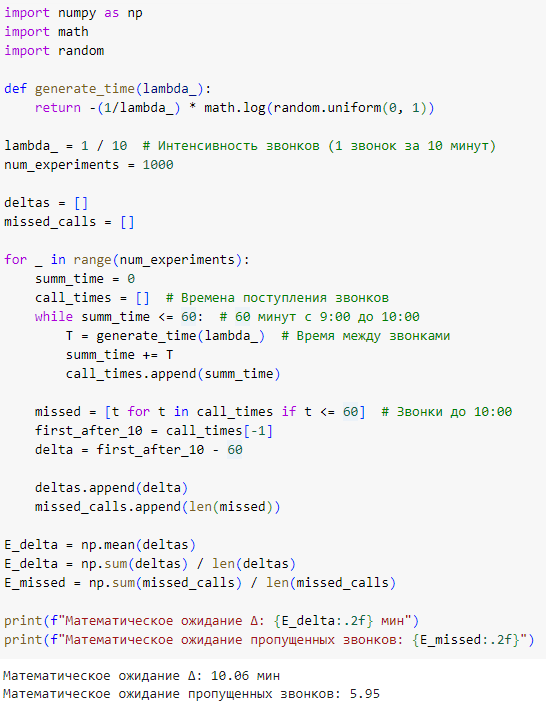 import numpy as np
import math
import random

def generate_time(lambda_):
    return -(1/lambda_) * math.log(random.uniform(0, 1))

lambda_ = 1 / 10  # Интенсивность звонков (1 звонок за 10 минут)
num_experiments = 1000

deltas = []
missed_calls = []

for _ in range(num_experiments):
    summ_time = 0
    call_times = []  # Времена поступления звонков
    while summ_time <= 60:  # 60 минут с 9:00 до 10:00
        T = generate_time(lambda_)  # Время между звонками
        summ_time += T
        call_times.append(summ_time)

    missed = [t for t in call_times if t <= 60]  # Звонки до 10:00
    first_after_10 = call_times[-1]
    delta = first_after_10 - 60

    deltas.append(delta)
    missed_calls.append(len(missed))

E_delta = np.mean(deltas)
E_delta = np.sum(deltas) / len(deltas)
E_missed = np.sum(missed_calls) / len(missed_calls)

print(f"Математическое ожидание Δ: {E_delta:.2f} мин")
print(f"Математическое ожидание пропущенных звонков: {E_missed:.2f}")

Математическое ожидание Δ: 10.06 мин
Математическое ожидание пропущенных звонков: 5.95